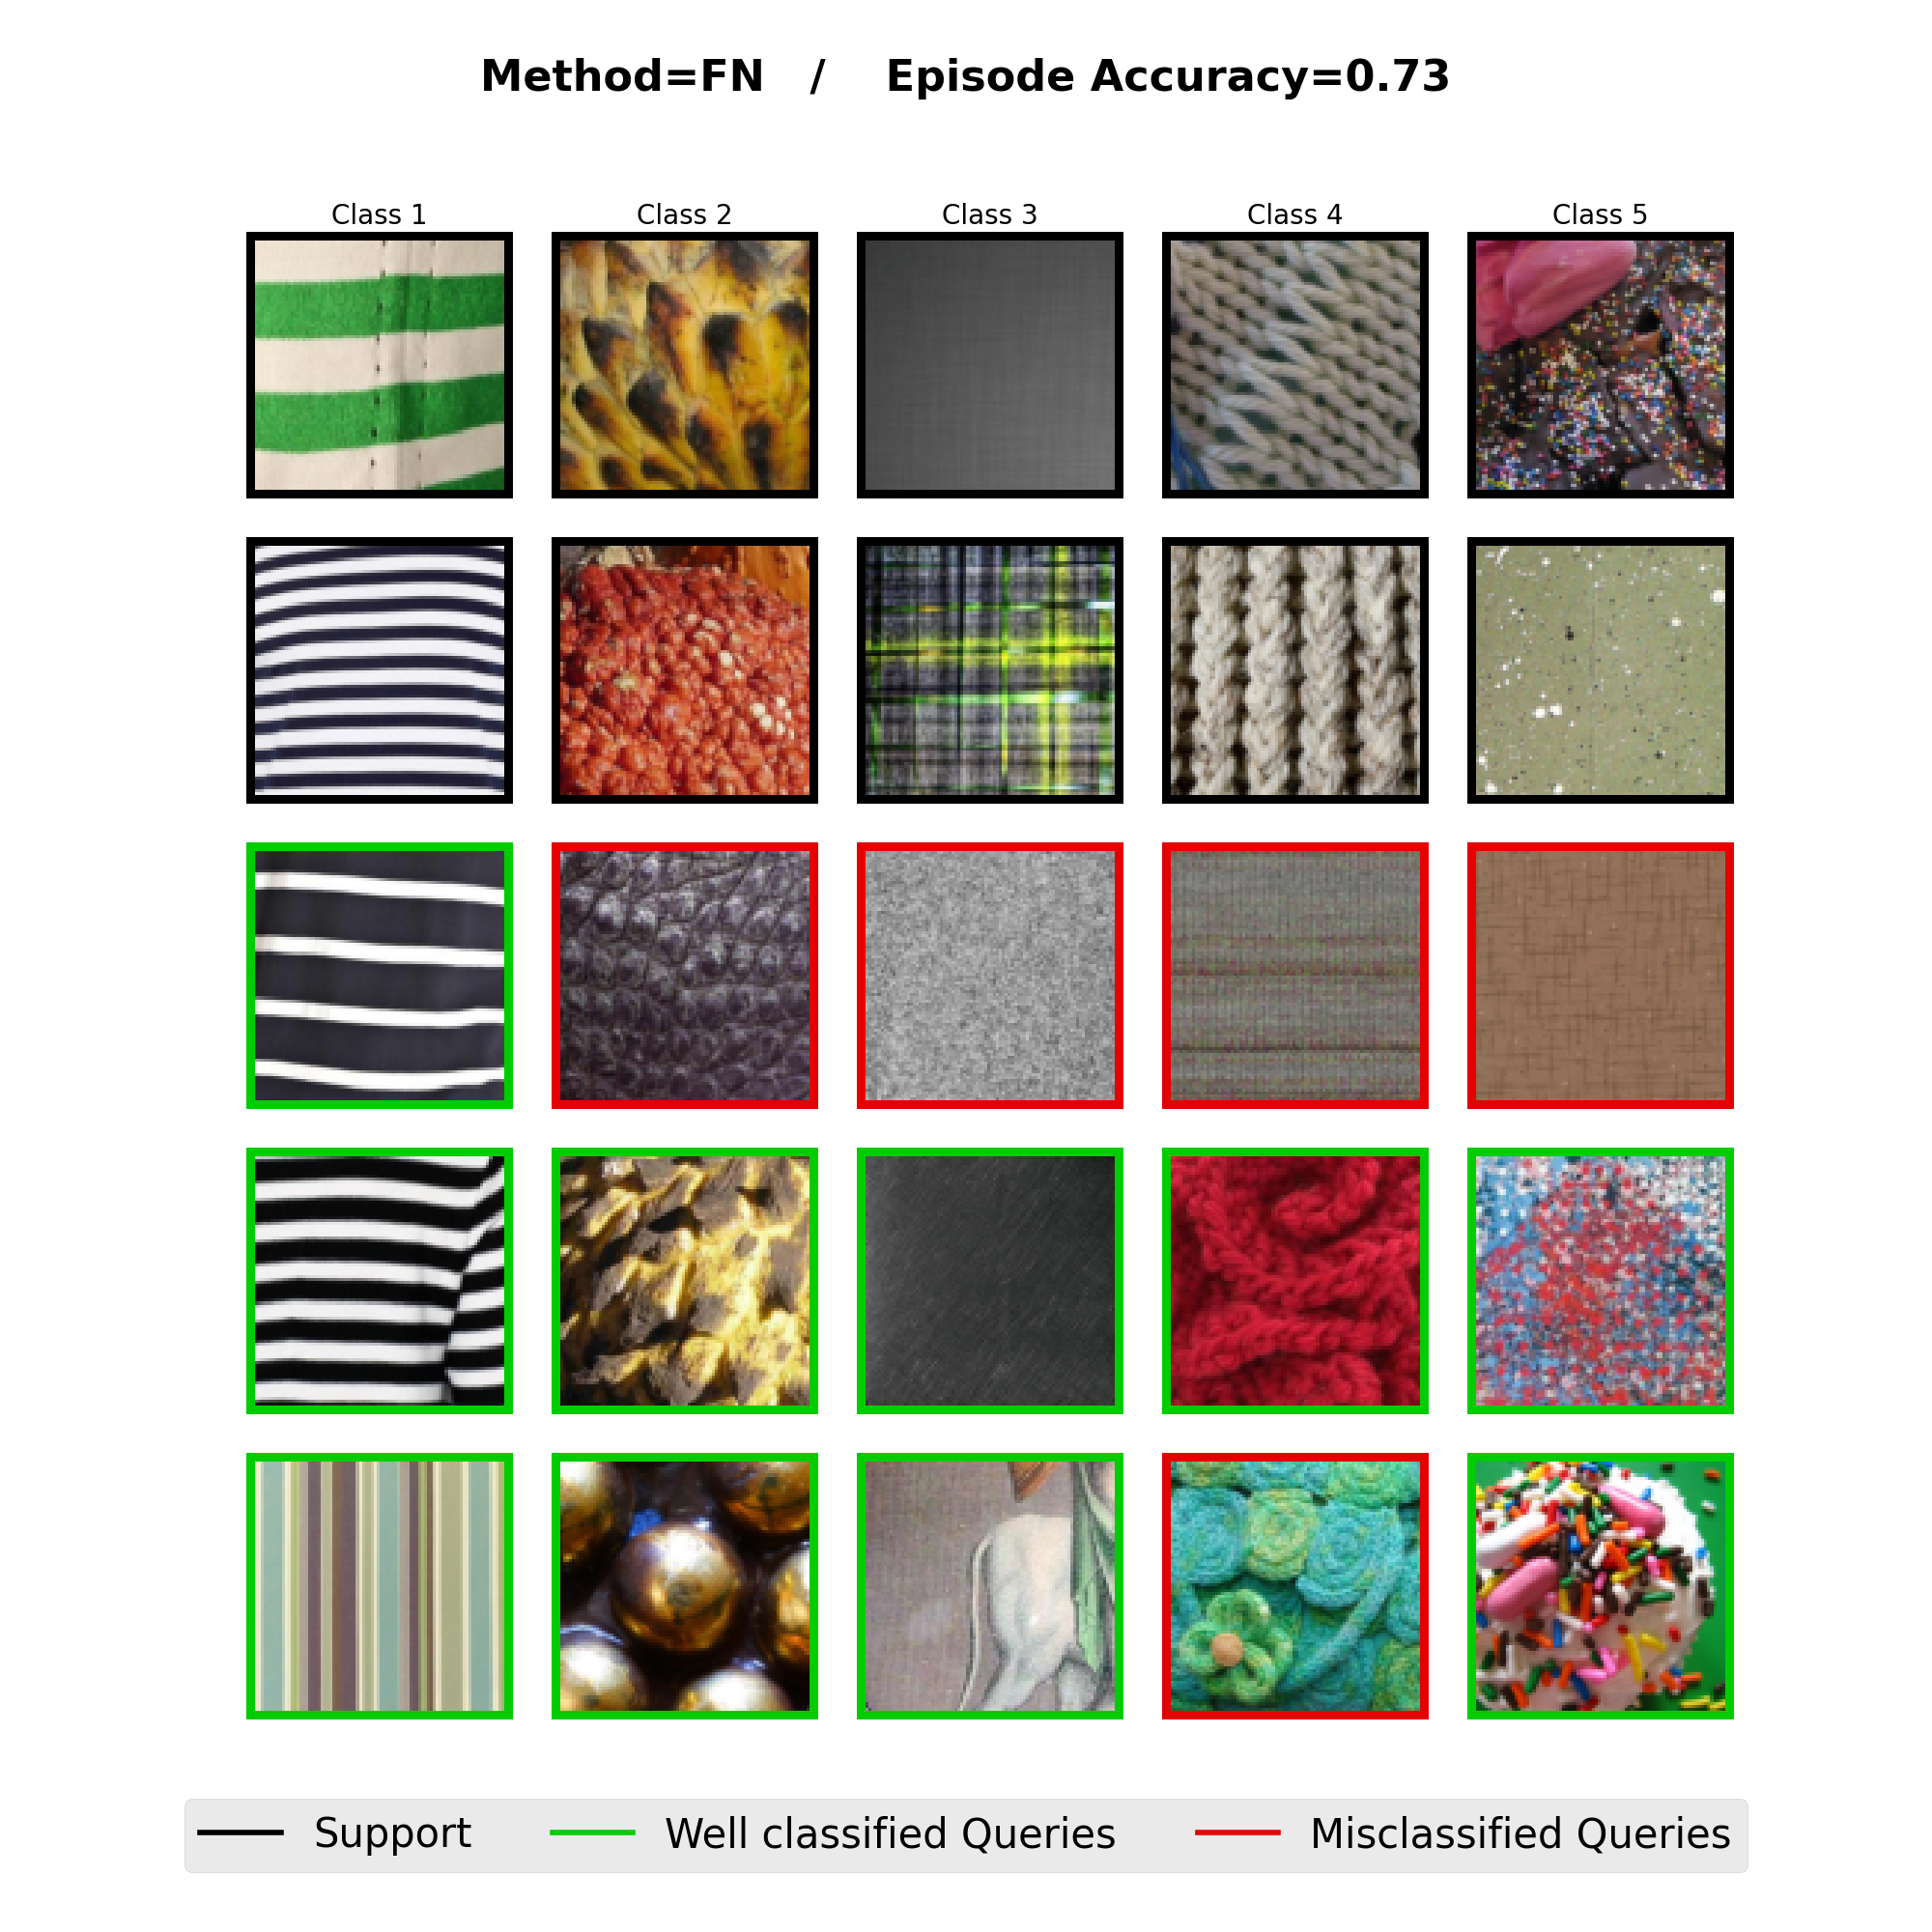 Method=FN / Episode Accuracy=0.73
Class 1 Class 2 Class 3 Class 4 Class 5
Support Well classified Queries Misclassified Queries